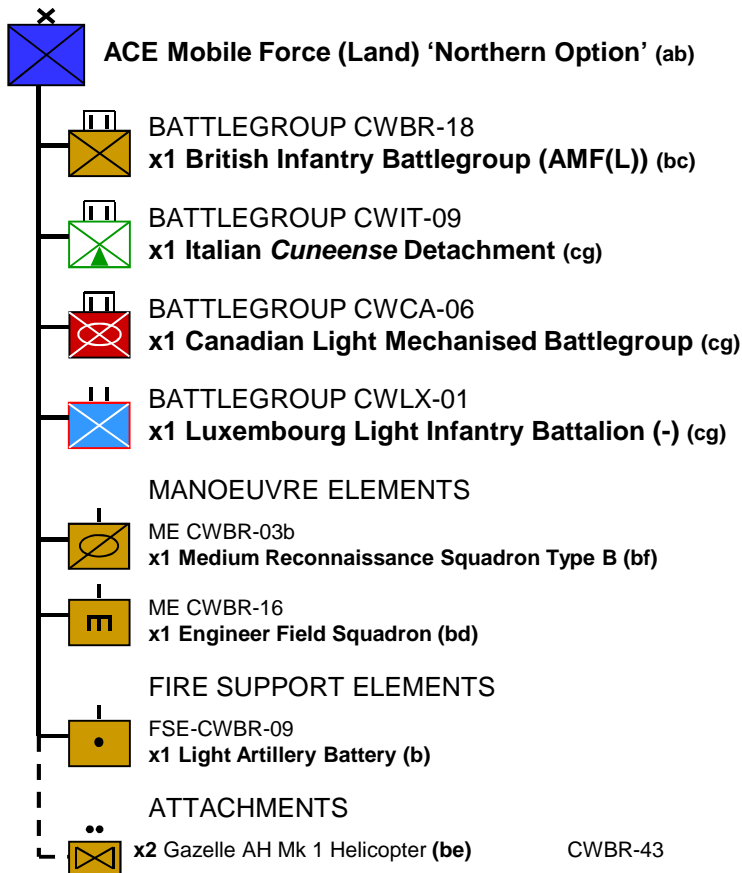 ACE Mobile Force (Land) ‘Northern Option’ (ab)
BATTLEGROUP CWBR-18
x1 British Infantry Battlegroup (AMF(L)) (bc)
BATTLEGROUP CWIT-09
x1 Italian Cuneense Detachment (cg)
BATTLEGROUP CWCA-06
x1 Canadian Light Mechanised Battlegroup (cg)
BATTLEGROUP CWLX-01
x1 Luxembourg Light Infantry Battalion (-) (cg)
MANOEUVRE ELEMENTS
ME CWBR-03b
x1 Medium Reconnaissance Squadron Type B (bf)
ME CWBR-16
x1 Engineer Field Squadron (bd)
FIRE SUPPORT ELEMENTS
FSE-CWBR-09
x1 Light Artillery Battery (b)
ATTACHMENTS
x2 Gazelle AH Mk 1 Helicopter (be) CWBR-43